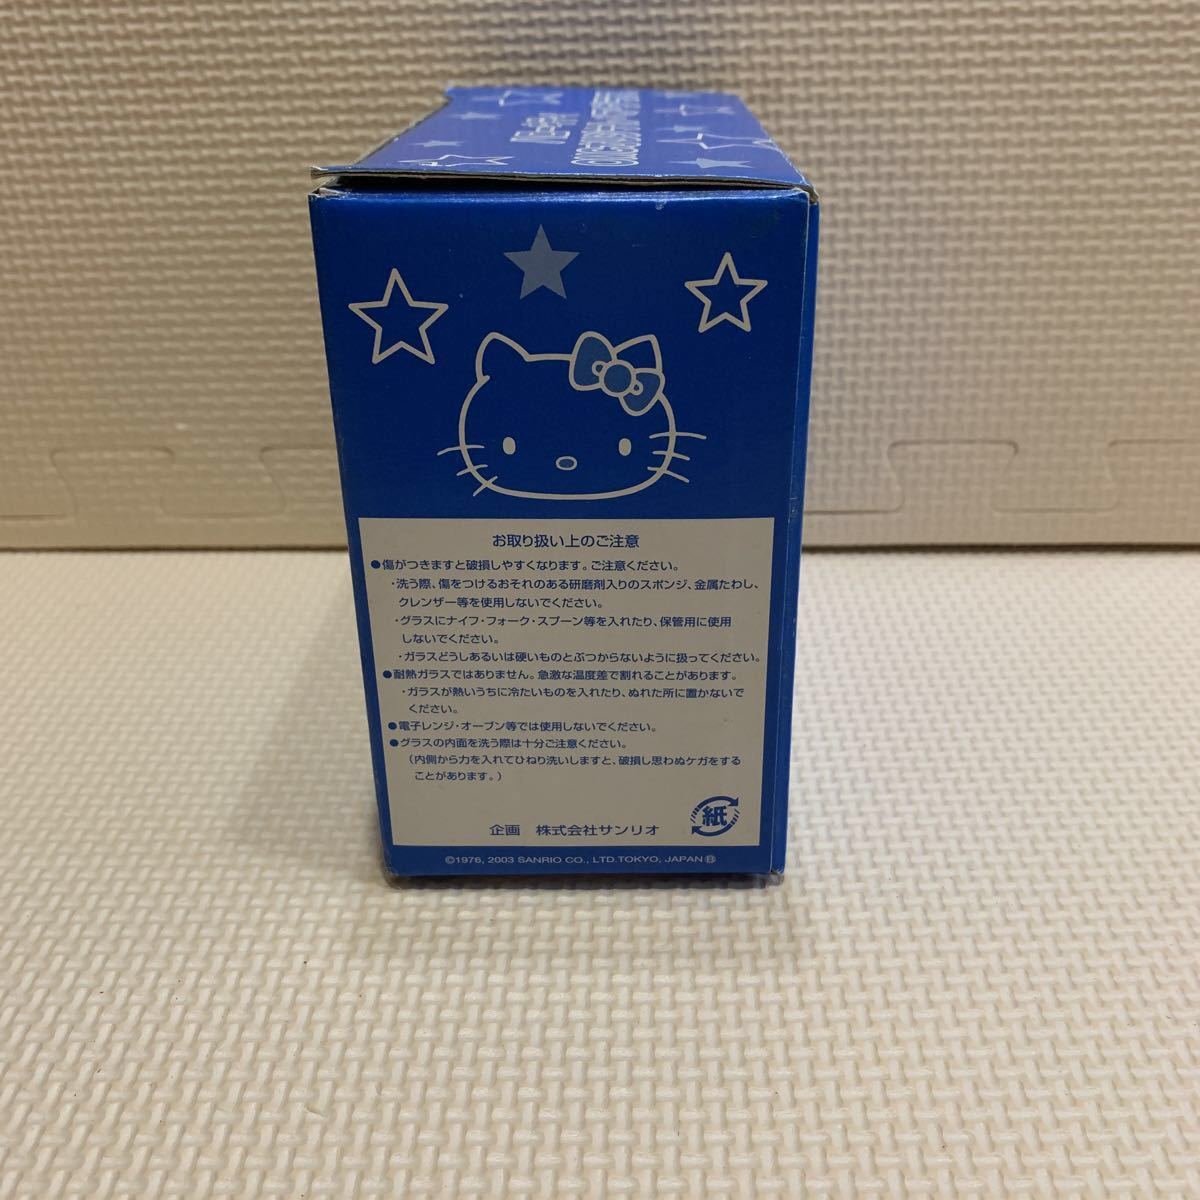 お取り扱い上のご注意
●傷がつきますと破損しやすくなります。ご注意ください。
・洗う際、傷をつけるおそれのある研磨剤入りのスポンジ、金属たわし、
クレンザー等を使用しないでください。
・グラスにナイフ・フォーク・スプーン等を入れたり、保管用に使用
しないでください。
・ガラスどうしあるいは硬いものとぶつからないように扱ってください。
●耐熱ガラスではありません。急激な温度差で割れることがあります。
・ガラスが熱いうちに冷たいものを入れたり、ぬれた所に置かないで
ください。
●電子レンジ・オーブン等では使用しないでください。
●グラスの内面を洗う際は十分ご注意ください。
(内側から力を入れてひねり洗いしますと、破損し思わぬケガをする
ことがあります。)
紙
企画 株式会社サンリオ
©1976, 2003 SANRIO CO., LTD.TOKYO, JAPAN Ⓑ